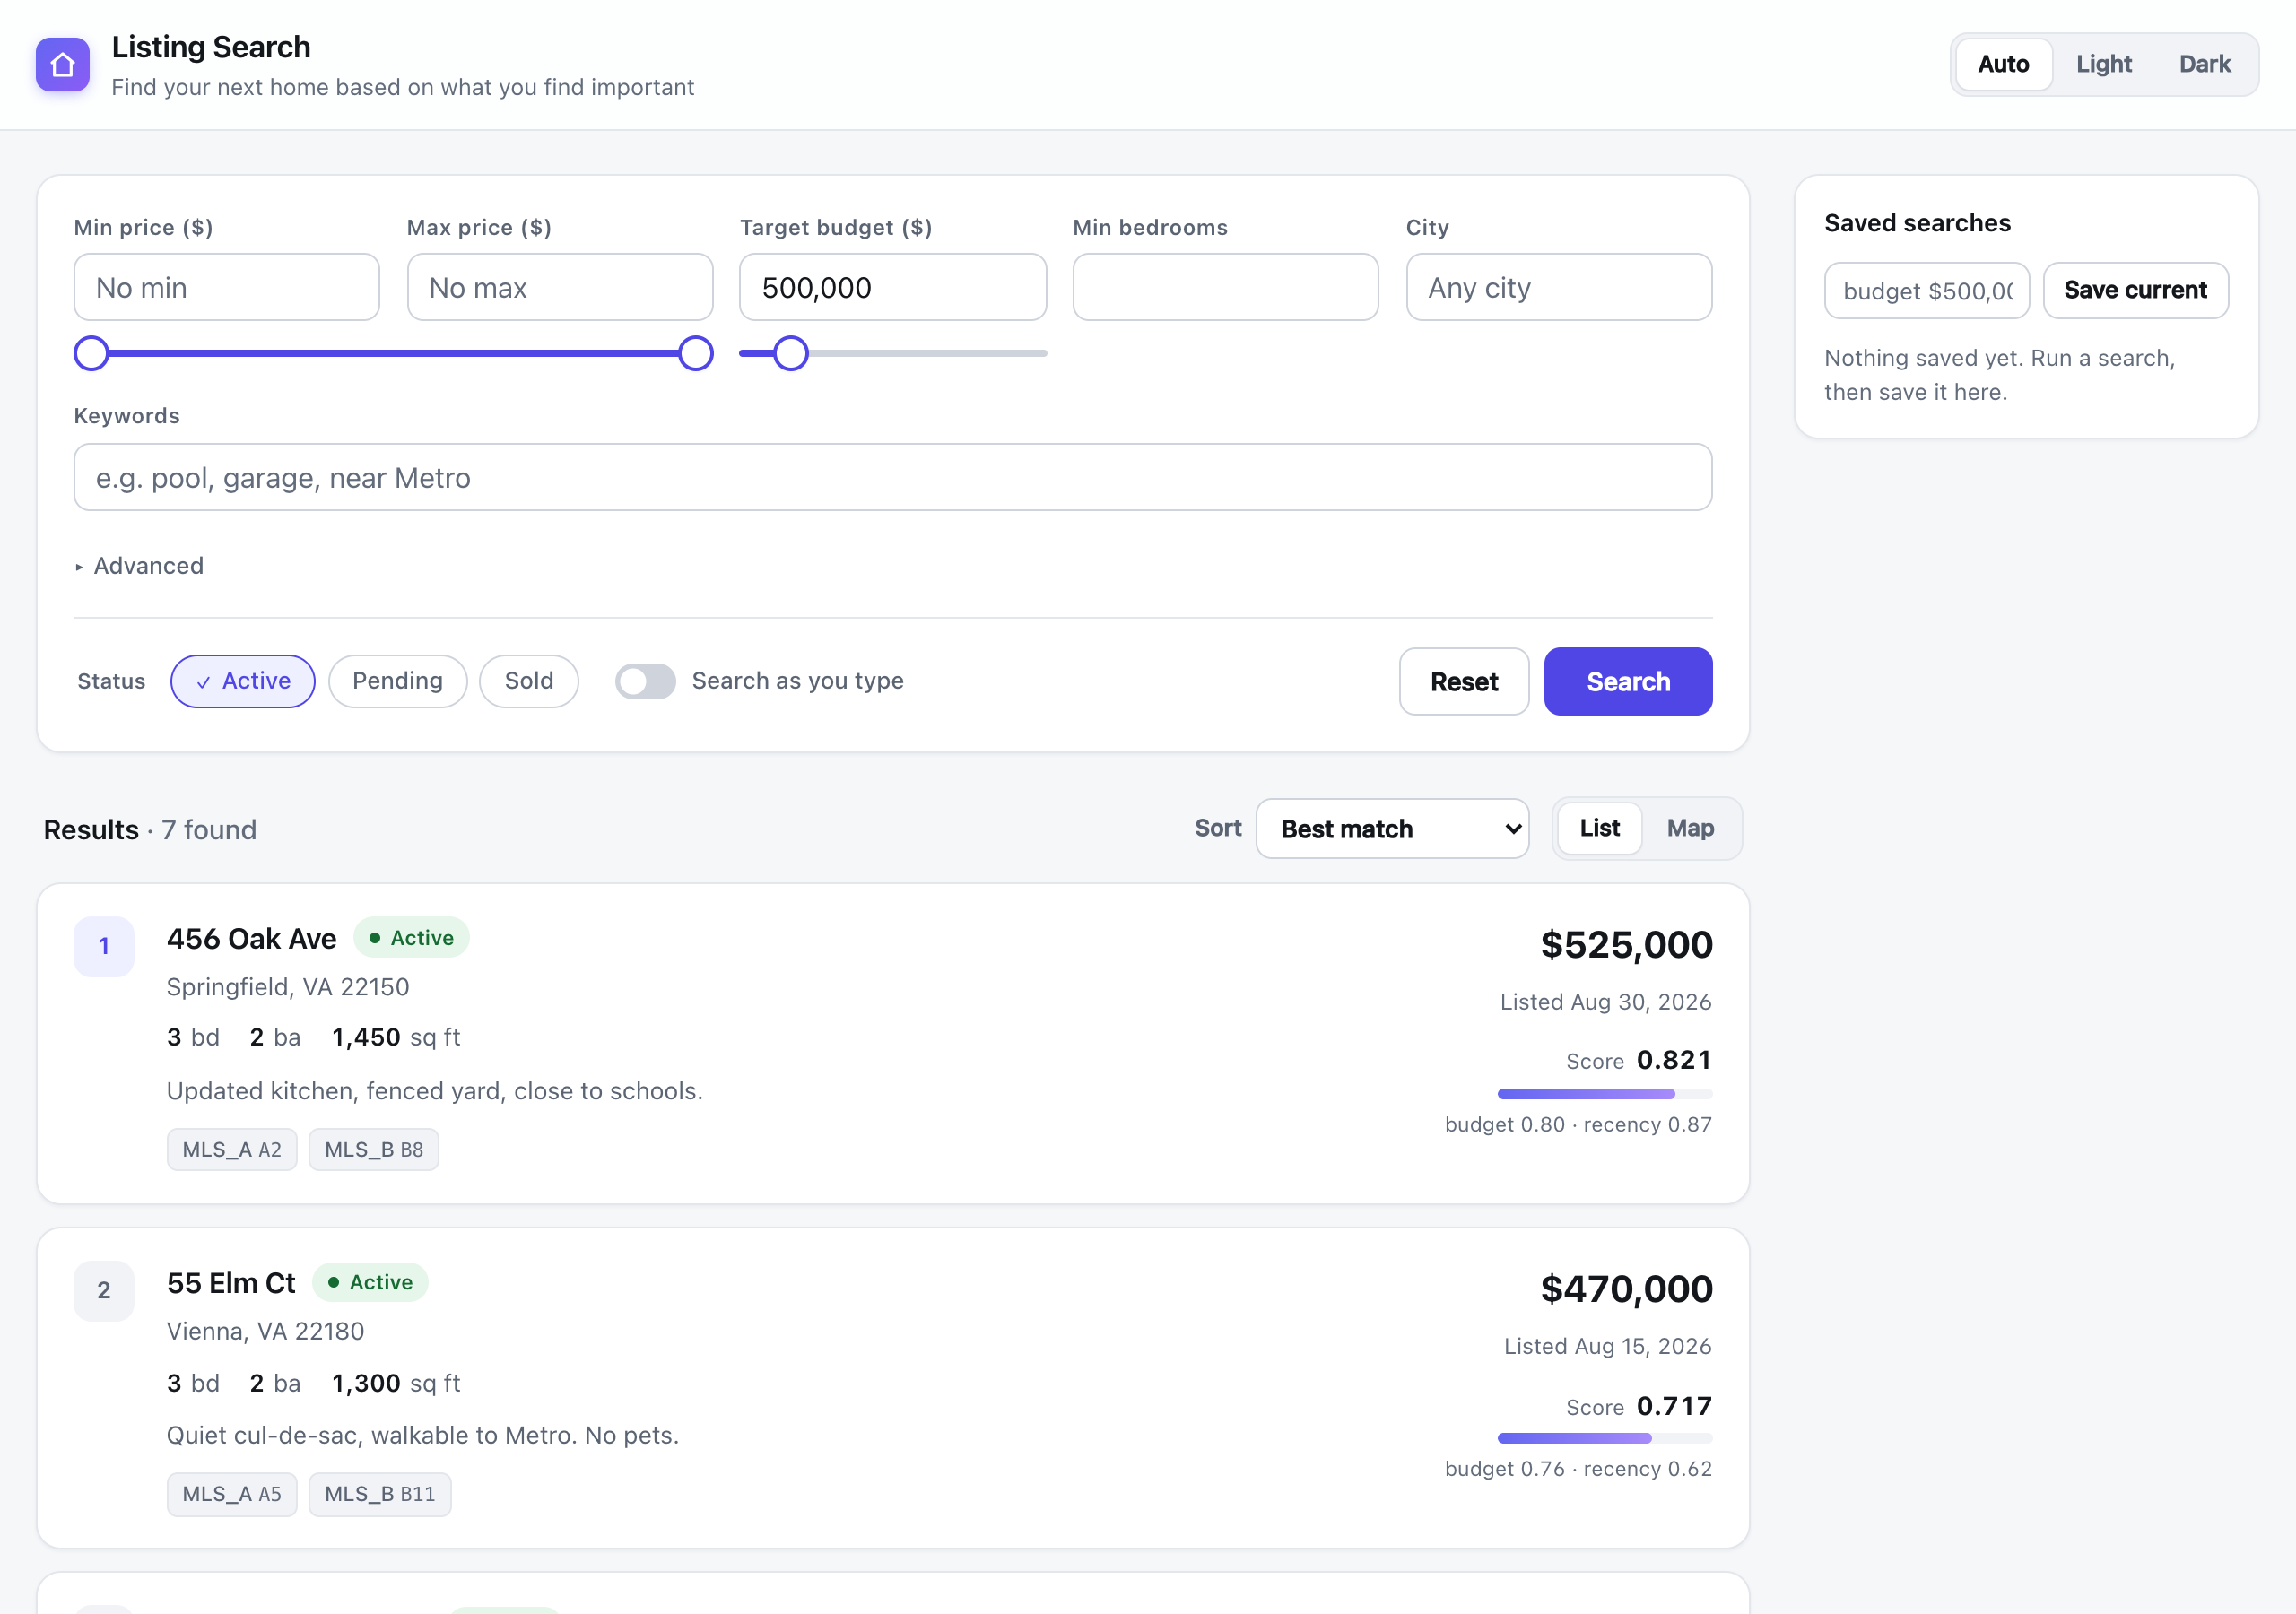 Listing Search
Find your next home based on what you find important
Auto Light Dark
Min price ($) Max price ($) Target budget ($) Min bedrooms City
No min No max 500,000 Any city
Keywords
e.g. pool, garage, near Metro
▸ Advanced
Status ✓ Active Pending Sold Search as you type Reset Search
Saved searches
budget $500,00 Save current
Nothing saved yet. Run a search,
then save it here.
Results · 7 found
Sort Best match List Map
1
456 Oak Ave ● Active
Springfield, VA 22150
3 bd 2 ba 1,450 sq ft
Updated kitchen, fenced yard, close to schools.
MLS_A A2 MLS_B B8
$525,000
Listed Aug 30, 2026
Score 0.821
budget 0.80 · recency 0.87
2
55 Elm Ct ● Active
Vienna, VA 22180
3 bd 2 ba 1,300 sq ft
Quiet cul-de-sac, walkable to Metro. No pets.
MLS_A A5 MLS_B B11
$470,000
Listed Aug 15, 2026
Score 0.717
budget 0.76 · recency 0.62